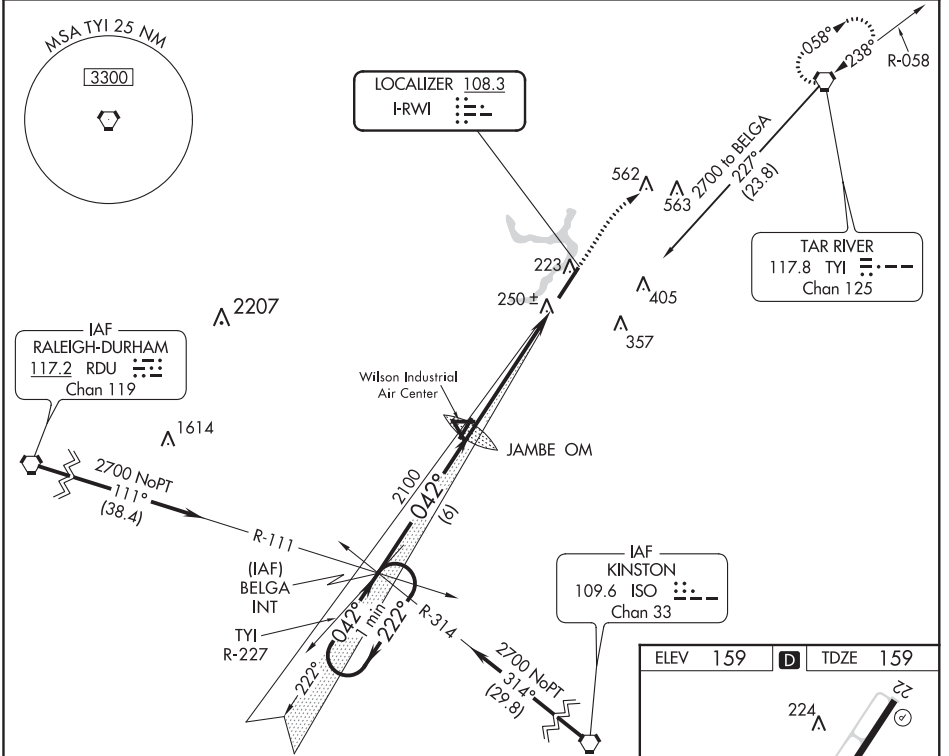 MSA TYI 25 NM
3300
LOCALIZER 108.3
I-RWI
058°
238°
R-058
2700 to BELGA
227°
(23.8)
562
563
TAR RIVER
117.8 TYI
Chan 125
223
250 ±
405
357
2207
IAF
RALEIGH-DURHAM
117.2 RDU
Chan 119
1614
Wilson Industrial
Air Center
JAMBE OM
2700 NoPT
111°
(38.4)
R-111
2100
042°
(6)
(IAF)
BELGA
INT
TYI
R-227
042°
1 min
222°
222°
R-314
2700 NoPT
314°
(29.8)
IAF
KINSTON
109.6 ISO
Chan 33
ELEV 159 D TDZE 159
224
22
P